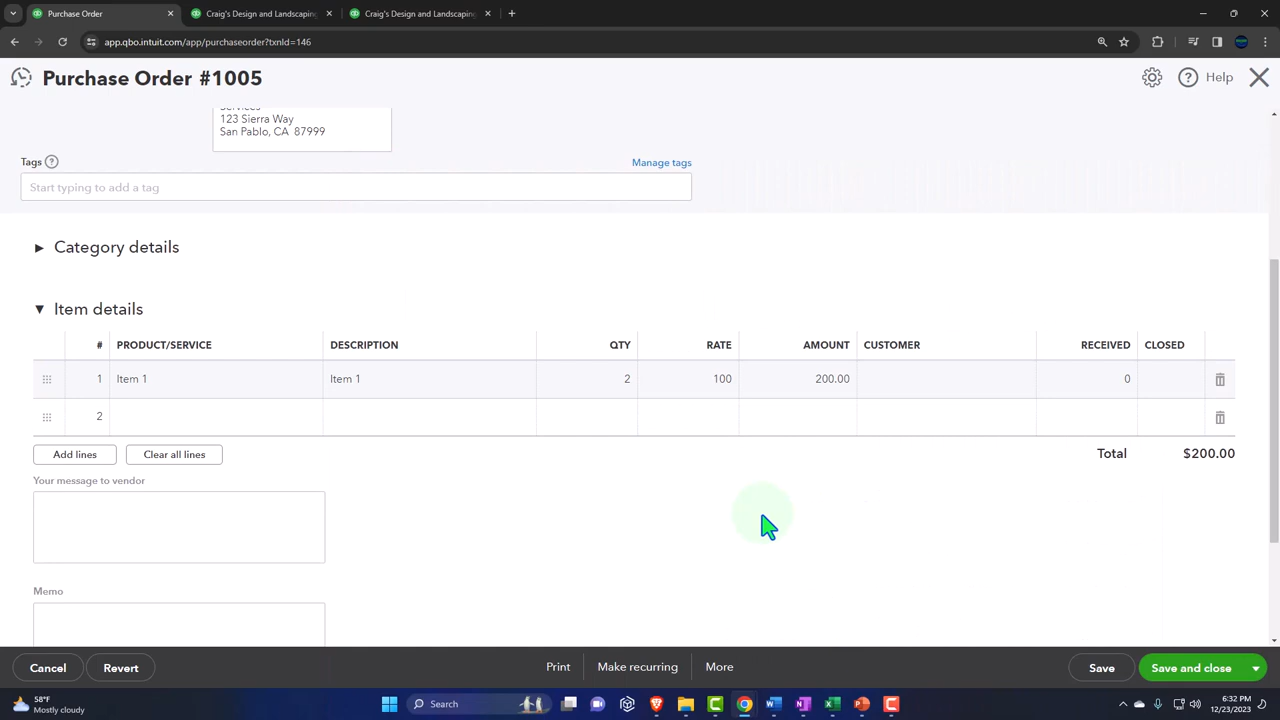 Purchase Order
Craig's Design and Landscaping
Craig's Design and Landscaping
app.qbo.intuit.com/app/purchaseorder?txnId=146
Purchase Order #1005
Help
Services
123 Sierra Way
San Pablo, CA 87999
Tags
Manage tags
Start typing to add a tag
Category details
Item details
# PRODUCT/SERVICE DESCRIPTION QTY RATE AMOUNT CUSTOMER RECEIVED CLOSED
1 Item 1 Item 1 2 100 200.00 0
2
Add lines Clear all lines Total $200.00
Your message to vendor
Memo
Cancel Revert Print Make recurring More Save Save and close
58°F
Mostly cloudy
Search
6:32 PM
12/23/2023